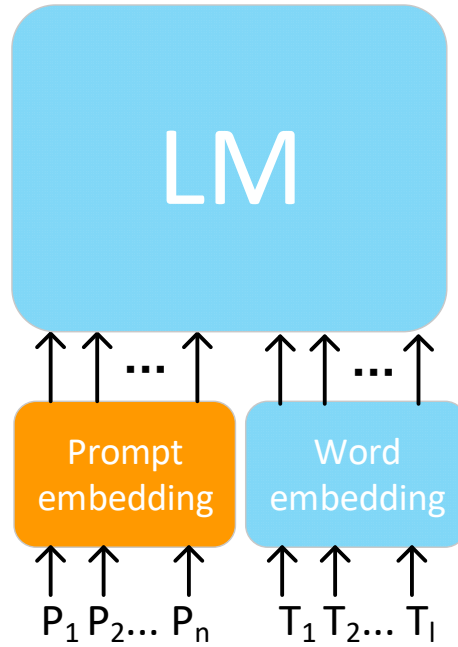 LM
... ...
Prompt embedding
Word embedding
P₁ P₂... Pₙ T₁ T₂... Tₗ